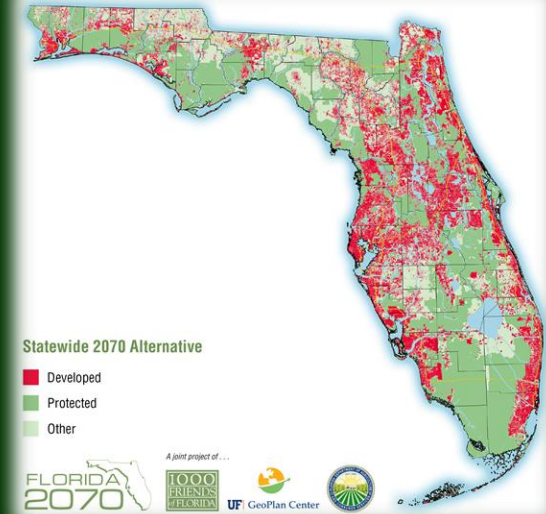 Statewide 2070 Alternative
Developed
Protected
Other
A joint project of . . .
FLORIDA
2070
1000
FRIENDS
OF FLORIDA
UF GeoPlan Center